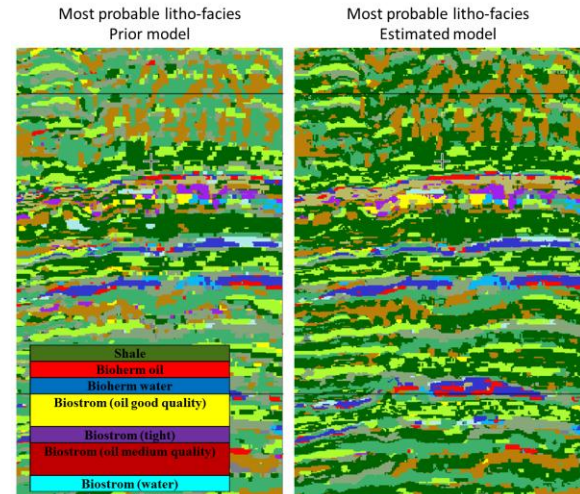 Most probable litho-facies
Prior model
Most probable litho-facies
Estimated model
Shale
Bioherm oil
Bioherm water
Biostrom (oil good quality)
Biostrom (tight)
Biostrom (oil medium quality)
Biostrom (water)